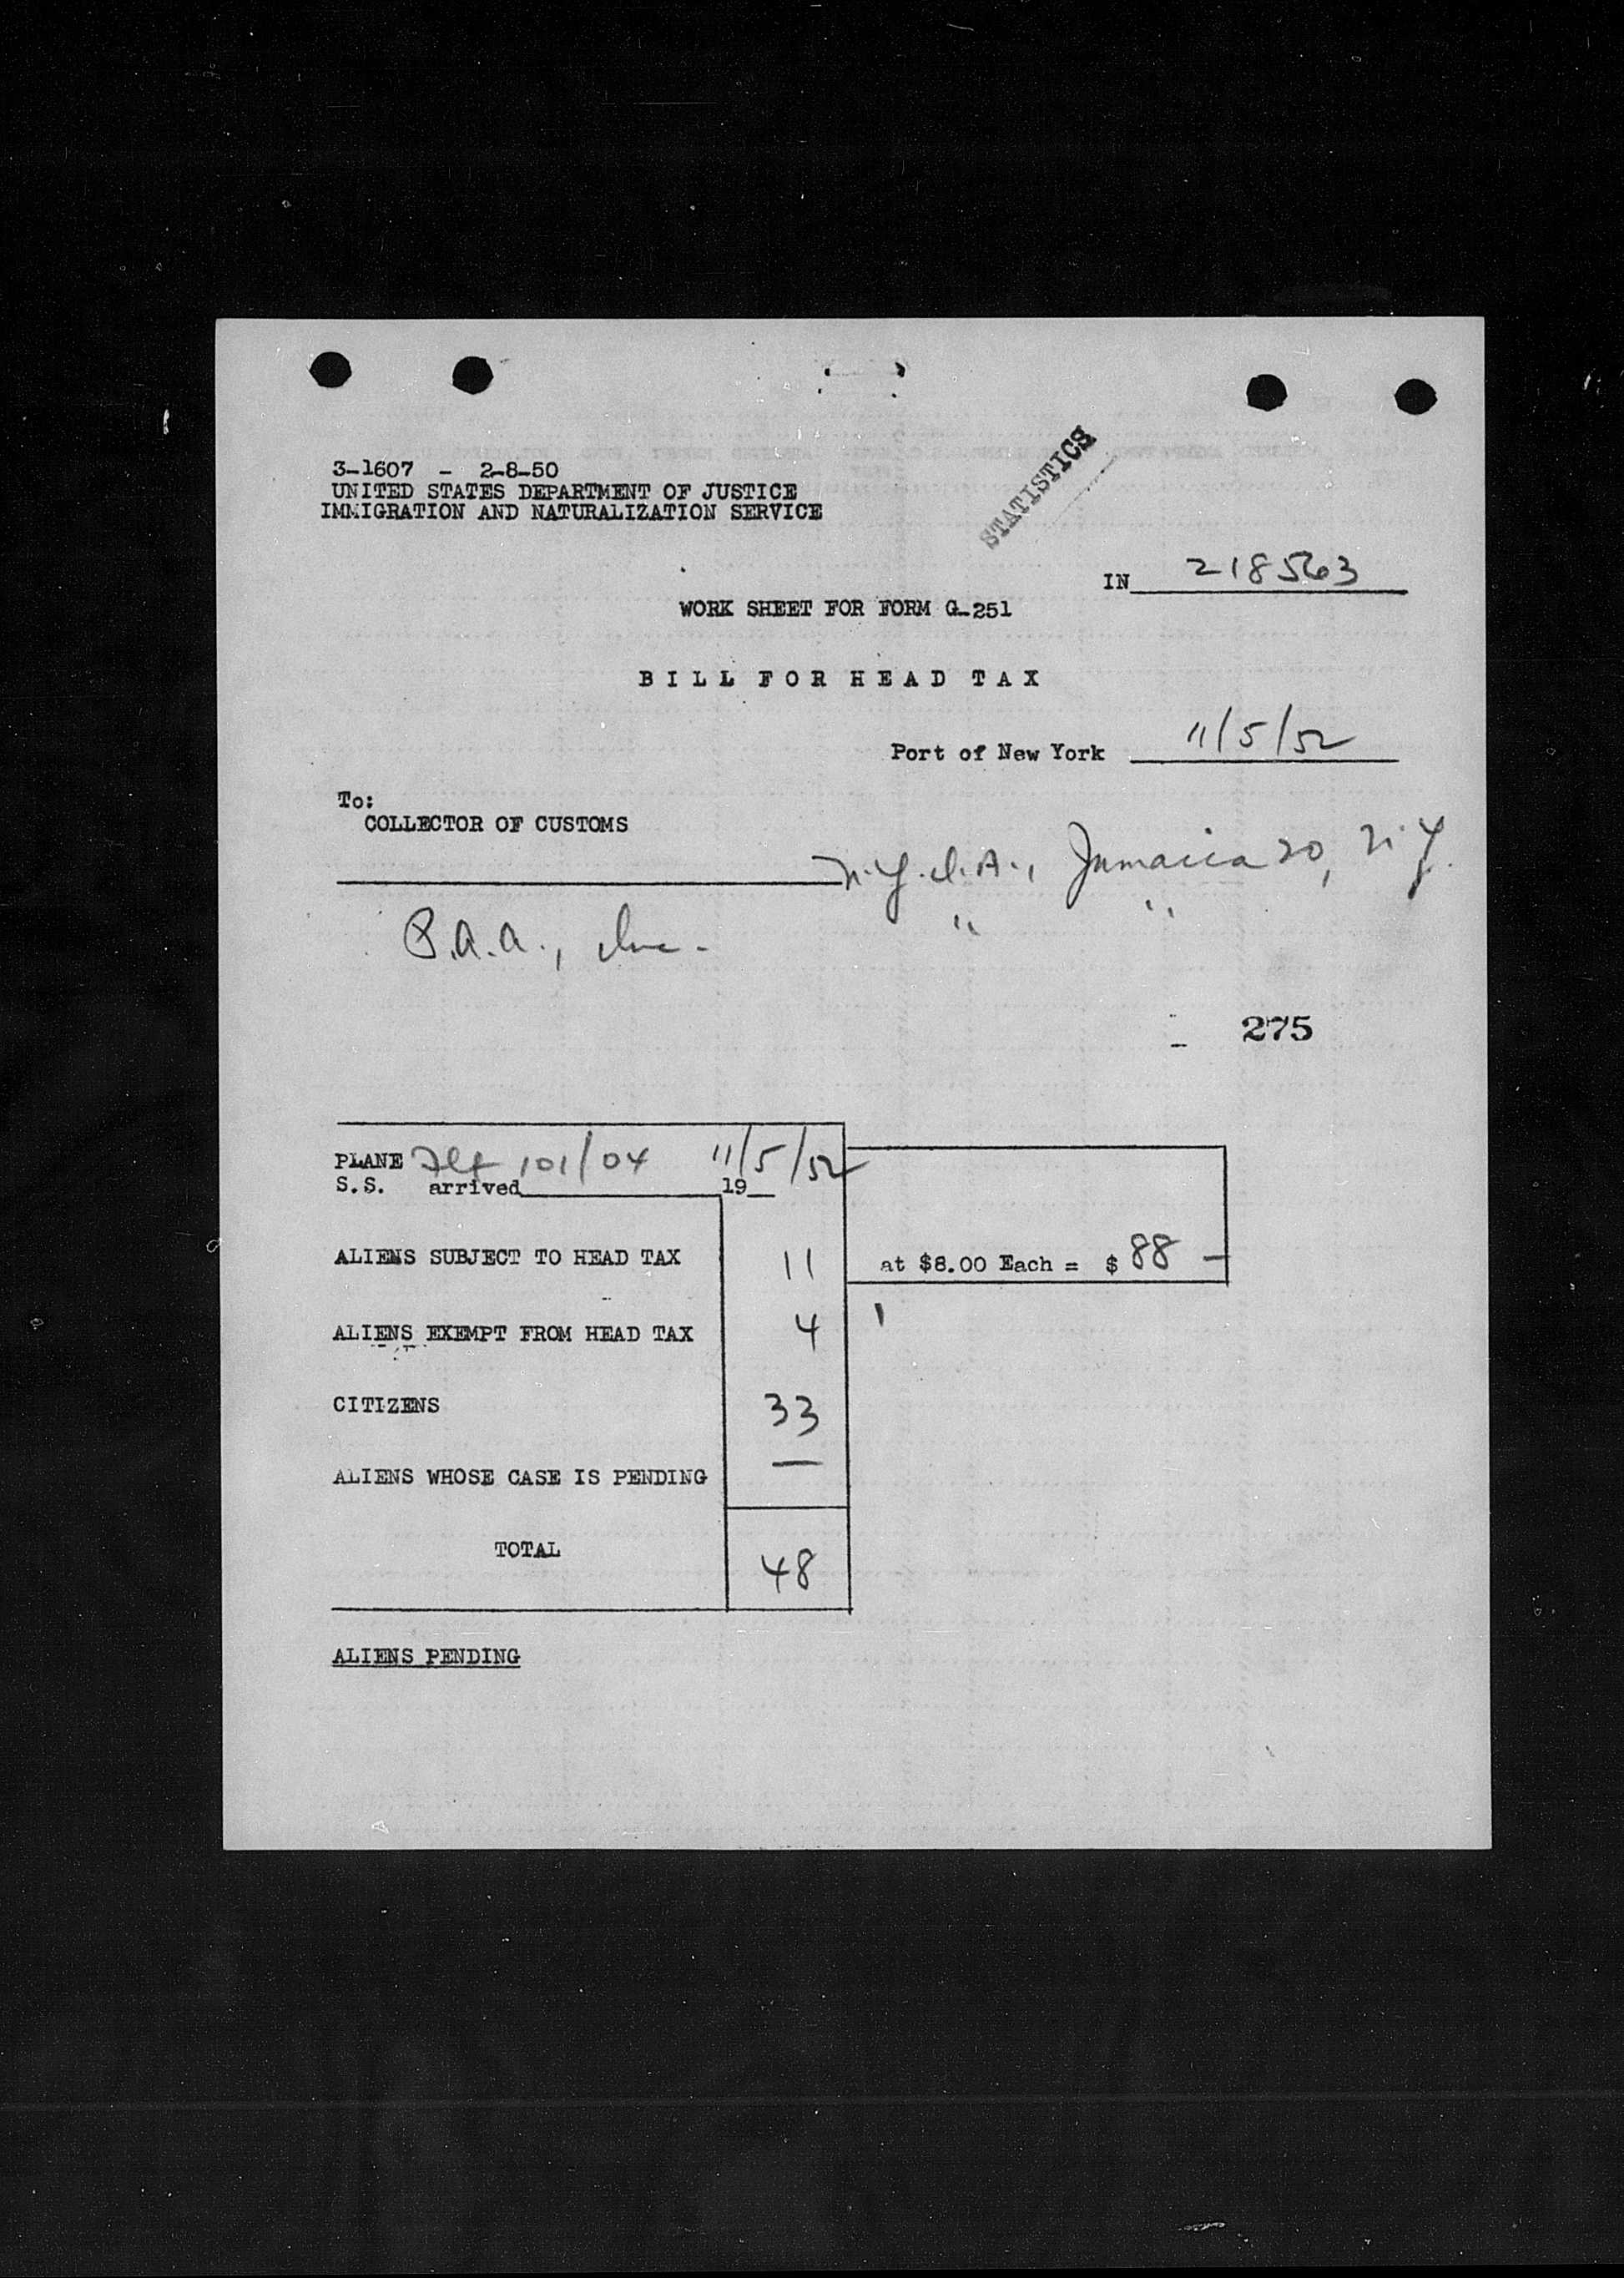 3-1607 - 2-8-50
UNITED STATES DEPARTMENT OF JUSTICE
IMMIGRATION AND NATURALIZATION SERVICE
STATISTICS
IN 218563
WORK SHEET FOR FORM G-251
BILL FOR HEAD TAX
Port of New York 11/5/52
To:
COLLECTOR OF CUSTOMS
N.Y.I.A., Jamaica 20, N.Y.
P.A.A., Inc. " "
275
PLANE Flt 101/04 11/5/52
S.S. arrived 19
ALIENS SUBJECT TO HEAD TAX 11 at $8.00 Each = $ 88 —
ALIENS EXEMPT FROM HEAD TAX 4
CITIZENS 33
ALIENS WHOSE CASE IS PENDING —
TOTAL 48
ALIENS PENDING